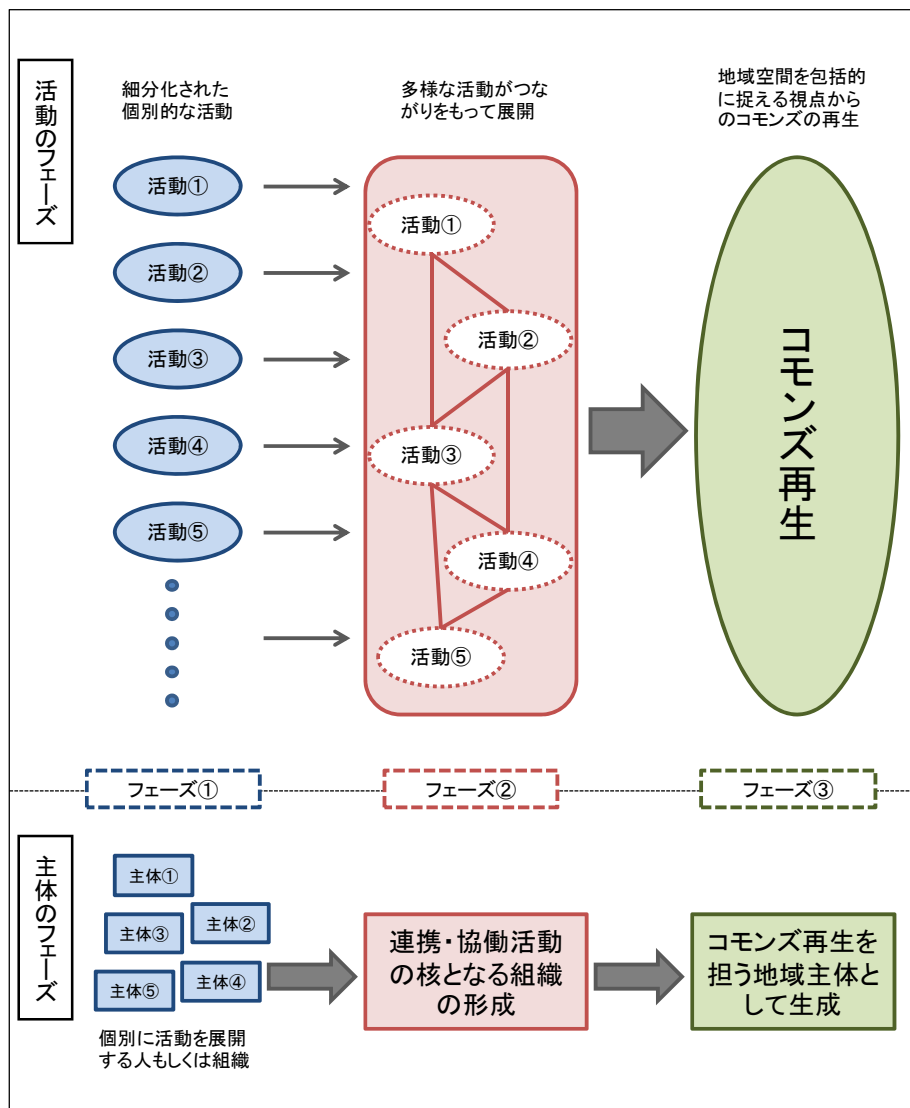 活動のフェーズ
細分化された
個別的な活動
多様な活動がつな
がりをもって展開
地域空間を包括的
に捉える視点から
のコモンズの再生
活動①
活動②
活動③
活動④
活動⑤
活動①
活動②
活動③
活動④
活動⑤
コモンズ再生
フェーズ①
フェーズ②
フェーズ③
主体のフェーズ
主体①
主体②
主体③
主体④
主体⑤
個別に活動を展開
する人もしくは組織
連携・協働活動
の核となる組織
の形成
コモンズ再生を
担う地域主体と
して生成